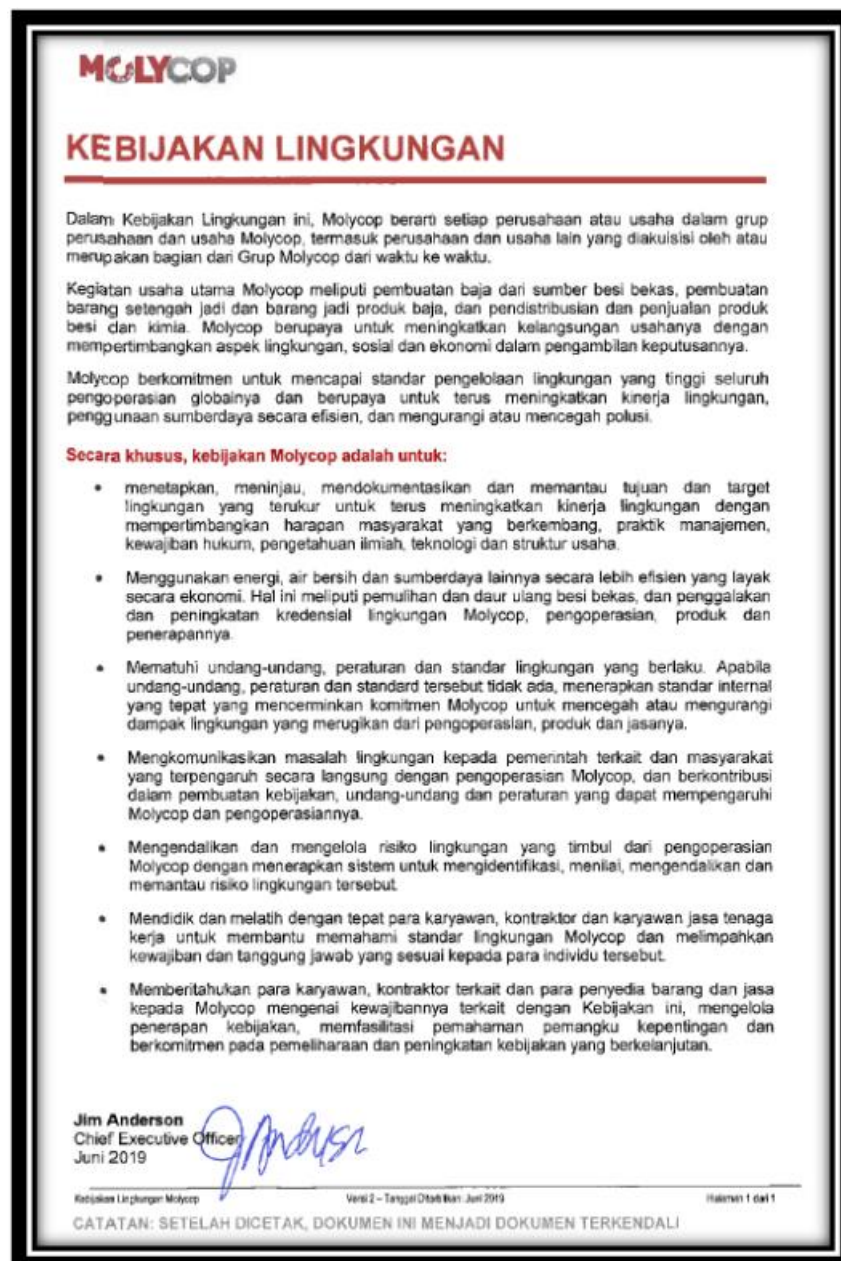 MOLYCOP
KEBIJAKAN LINGKUNGAN
Dalam Kebijakan Lingkungan ini, Molycop berarti setiap perusahaan atau usaha dalam grup
perusahaan dan usaha Molycop, termasuk perusahaan dan usaha lain yang diakuisisi oleh atau
merupakan bagian dari Grup Molycop dari waktu ke waktu.
Kegiatan usaha utama Molycop meliputi pembuatan baja dari sumber besi bekas, pembuatan
barang setengah jadi dan barang jadi produk baja, dan pendistribusian dan penjualan produk
besi dan kimia. Molycop berupaya untuk meningkatkan kelangsungan usahanya dengan
mempertimbangkan aspek lingkungan, sosial dan ekonomi dalam pengambilan keputusannya.
Molycop berkomitmen untuk mencapai standar pengelolaan lingkungan yang tinggi seluruh
pengoperasian globalnya dan berupaya untuk terus meningkatkan kinerja lingkungan,
penggunaan sumberdaya secara efisien, dan mengurangi atau mencegah polusi.
Secara khusus, kebijakan Molycop adalah untuk:
• menetapkan, meninjau, mendokumentasikan dan memantau tujuan dan target
lingkungan yang terukur untuk terus meningkatkan kinerja lingkungan dengan
mempertimbangkan harapan masyarakat yang berkembang, praktik manajemen,
kewajiban hukum, pengetahuan ilmiah, teknologi dan struktur usaha.
• Menggunakan energi, air bersih dan sumberdaya lainnya secara lebih efisien yang layak
secara ekonomi. Hal ini meliputi pemulihan dan daur ulang besi bekas, dan penggalakan
dan peningkatan kredensial lingkungan Molycop, pengoperasian, produk dan
penerapannya.
• Mematuhi undang-undang, peraturan dan standar lingkungan yang berlaku. Apabila
undang-undang, peraturan dan standard tersebut tidak ada, menerapkan standar internal
yang tepat yang mencerminkan komitmen Molycop untuk mencegah atau mengurangi
dampak lingkungan yang merugikan dari pengoperasian, produk dan jasanya.
• Mengkomunikasikan masalah lingkungan kepada pemerintah terkait dan masyarakat
yang terpengaruh secara langsung dengan pengoperasian Molycop, dan berkontribusi
dalam pembuatan kebijakan, undang-undang dan peraturan yang dapat mempengaruhi
Molycop dan pengoperasiannya.
• Mengendalikan dan mengelola risiko lingkungan yang timbul dari pengoperasian
Molycop dengan menerapkan sistem untuk mengidentifikasi, menilai, mengendalikan dan
memantau risiko lingkungan tersebut.
• Mendidik dan melatih dengan tepat para karyawan, kontraktor dan karyawan jasa tenaga
kerja untuk membantu memahami standar lingkungan Molycop dan melimpahkan
kewajiban dan tanggung jawab yang sesuai kepada para individu tersebut.
• Memberitahukan para karyawan, kontraktor terkait dan para penyedia barang dan jasa
kepada Molycop mengenai kewajibannya terkait dengan Kebijakan ini, mengelola
penerapan kebijakan, memfasilitasi pemahaman pemangku kepentingan dan
berkomitmen pada pemeliharaan dan peningkatan kebijakan yang berkelanjutan.
Jim Anderson
Chief Executive Officer
Juni 2019
Kebijakan Lingkungan Molycop Versi 2 – Tanggal Diterbitkan: Juni 2019 Halaman 1 dari 1
CATATAN: SETELAH DICETAK, DOKUMEN INI MENJADI DOKUMEN TERKENDALI